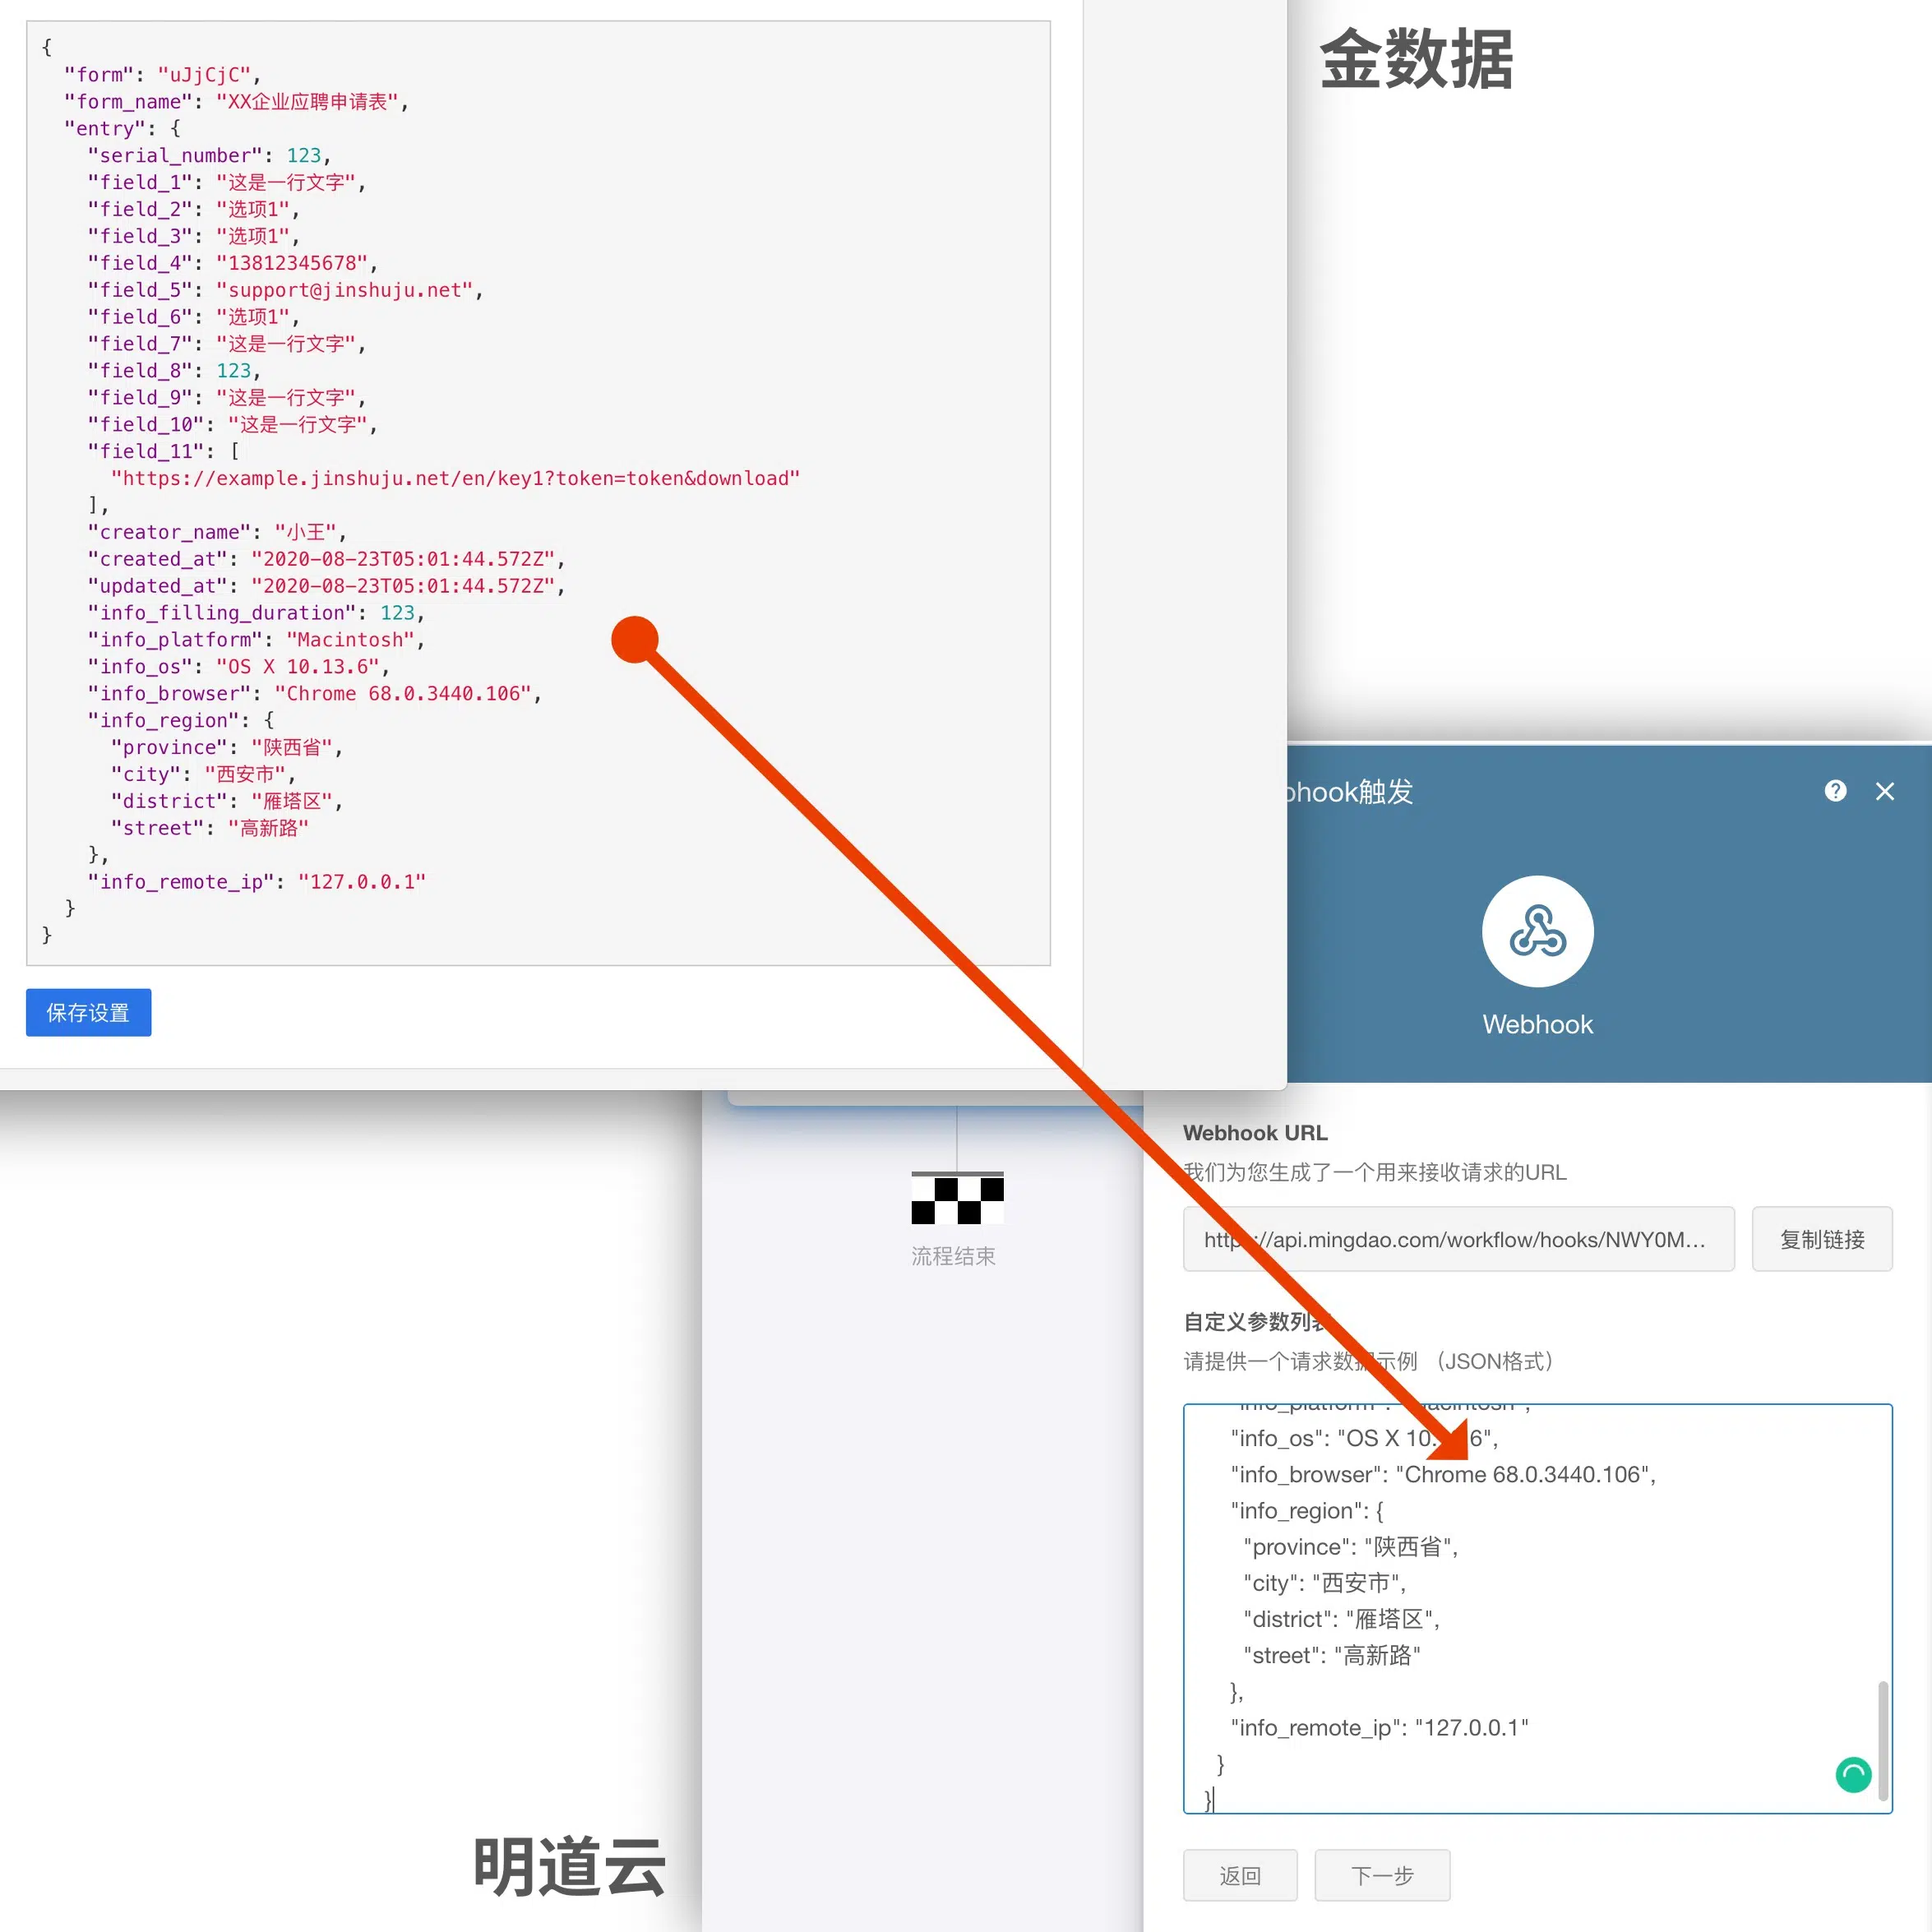 金数据
{
"form": "uJjCjC",
"form_name": "XX企业应聘申请表",
"entry": {
"serial_number": 123,
"field_1": "这是一行文字",
"field_2": "选项1",
"field_3": "选项1",
"field_4": "13812345678",
"field_5": "support@jinshuju.net",
"field_6": "选项1",
"field_7": "这是一行文字",
"field_8": 123,
"field_9": "这是一行文字",
"field_10": "这是一行文字",
"field_11": [
"https://example.jinshuju.net/en/key1?token=token&download"
],
"creator_name": "小王",
"created_at": "2020-08-23T05:01:44.572Z",
"updated_at": "2020-08-23T05:01:44.572Z",
"info_filling_duration": 123,
"info_platform": "Macintosh",
"info_os": "OS X 10.13.6",
"info_browser": "Chrome 68.0.3440.106",
"info_region": {
"province": "陕西省",
"city": "西安市",
"district": "雁塔区",
"street": "高新路"
},
"info_remote_ip": "127.0.0.1"
}
}
保存设置
hook触发
Webhook
流程结束
Webhook URL
我们为您生成了一个用来接收请求的URL
https://api.mingdao.com/workflow/hooks/NWY0M...
复制链接
自定义参数列表
请提供一个请求数据示例 （JSON格式）
"info_os": "OS X 10. 6",
"info_browser": "Chrome 68.0.3440.106",
"info_region": {
"province": "陕西省",
"city": "西安市",
"district": "雁塔区",
"street": "高新路"
},
"info_remote_ip": "127.0.0.1"
}
}
返回
下一步
明道云